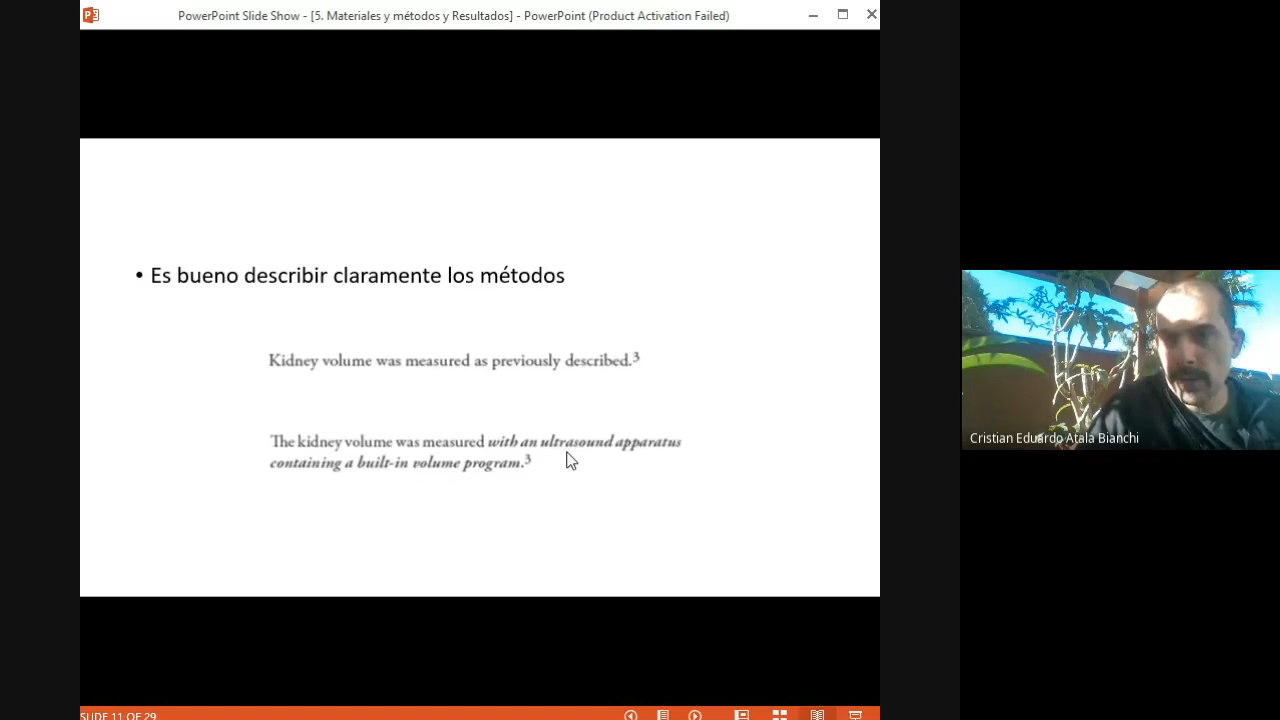 PowerPoint Slide Show - [5. Materiales y métodos y Resultados] - PowerPoint (Product Activation Failed)
• Es bueno describir claramente los métodos
Kidney volume was measured as previously described.3
The kidney volume was measured with an ultrasound apparatus
containing a built-in volume program.3
Cristian Eduardo Atala Bianchi
SLIDE 11 OF 29